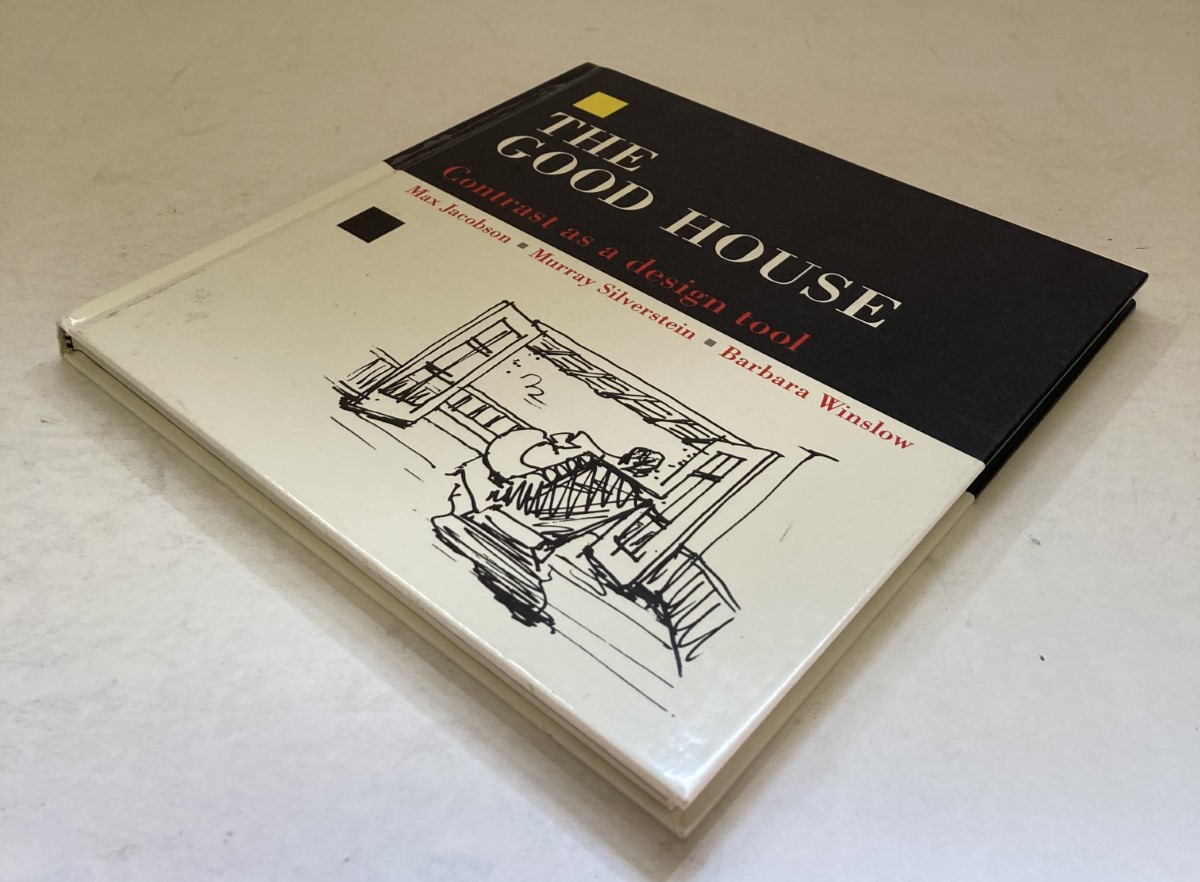 THE
GOOD HOUSE
Contrast as a design tool
Max Jacobson ▪ Murray Silverstein ▪ Barbara Winslow